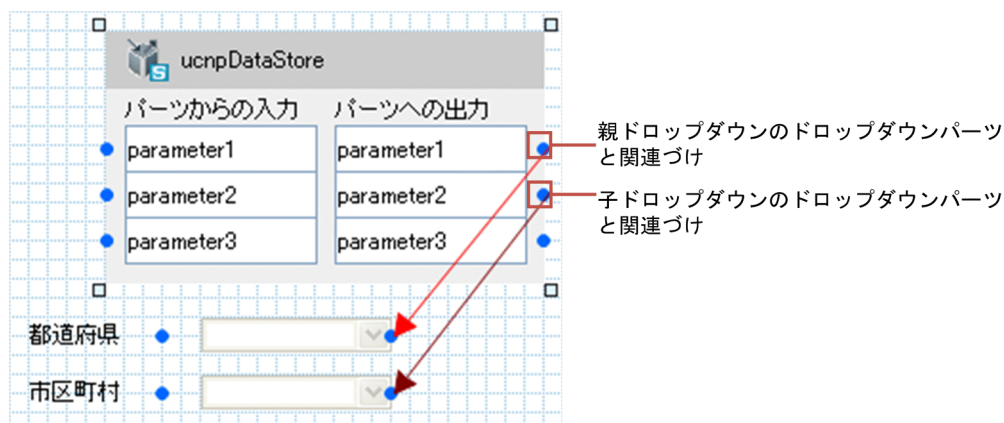 ucnpDataStore
パーツからの入力 パーツへの出力
parameter1 parameter1
parameter2 parameter2
parameter3 parameter3
親ドロップダウンのドロップダウンパーツ
と関連づけ
子ドロップダウンのドロップダウンパーツ
と関連づけ
都道府県
市区町村